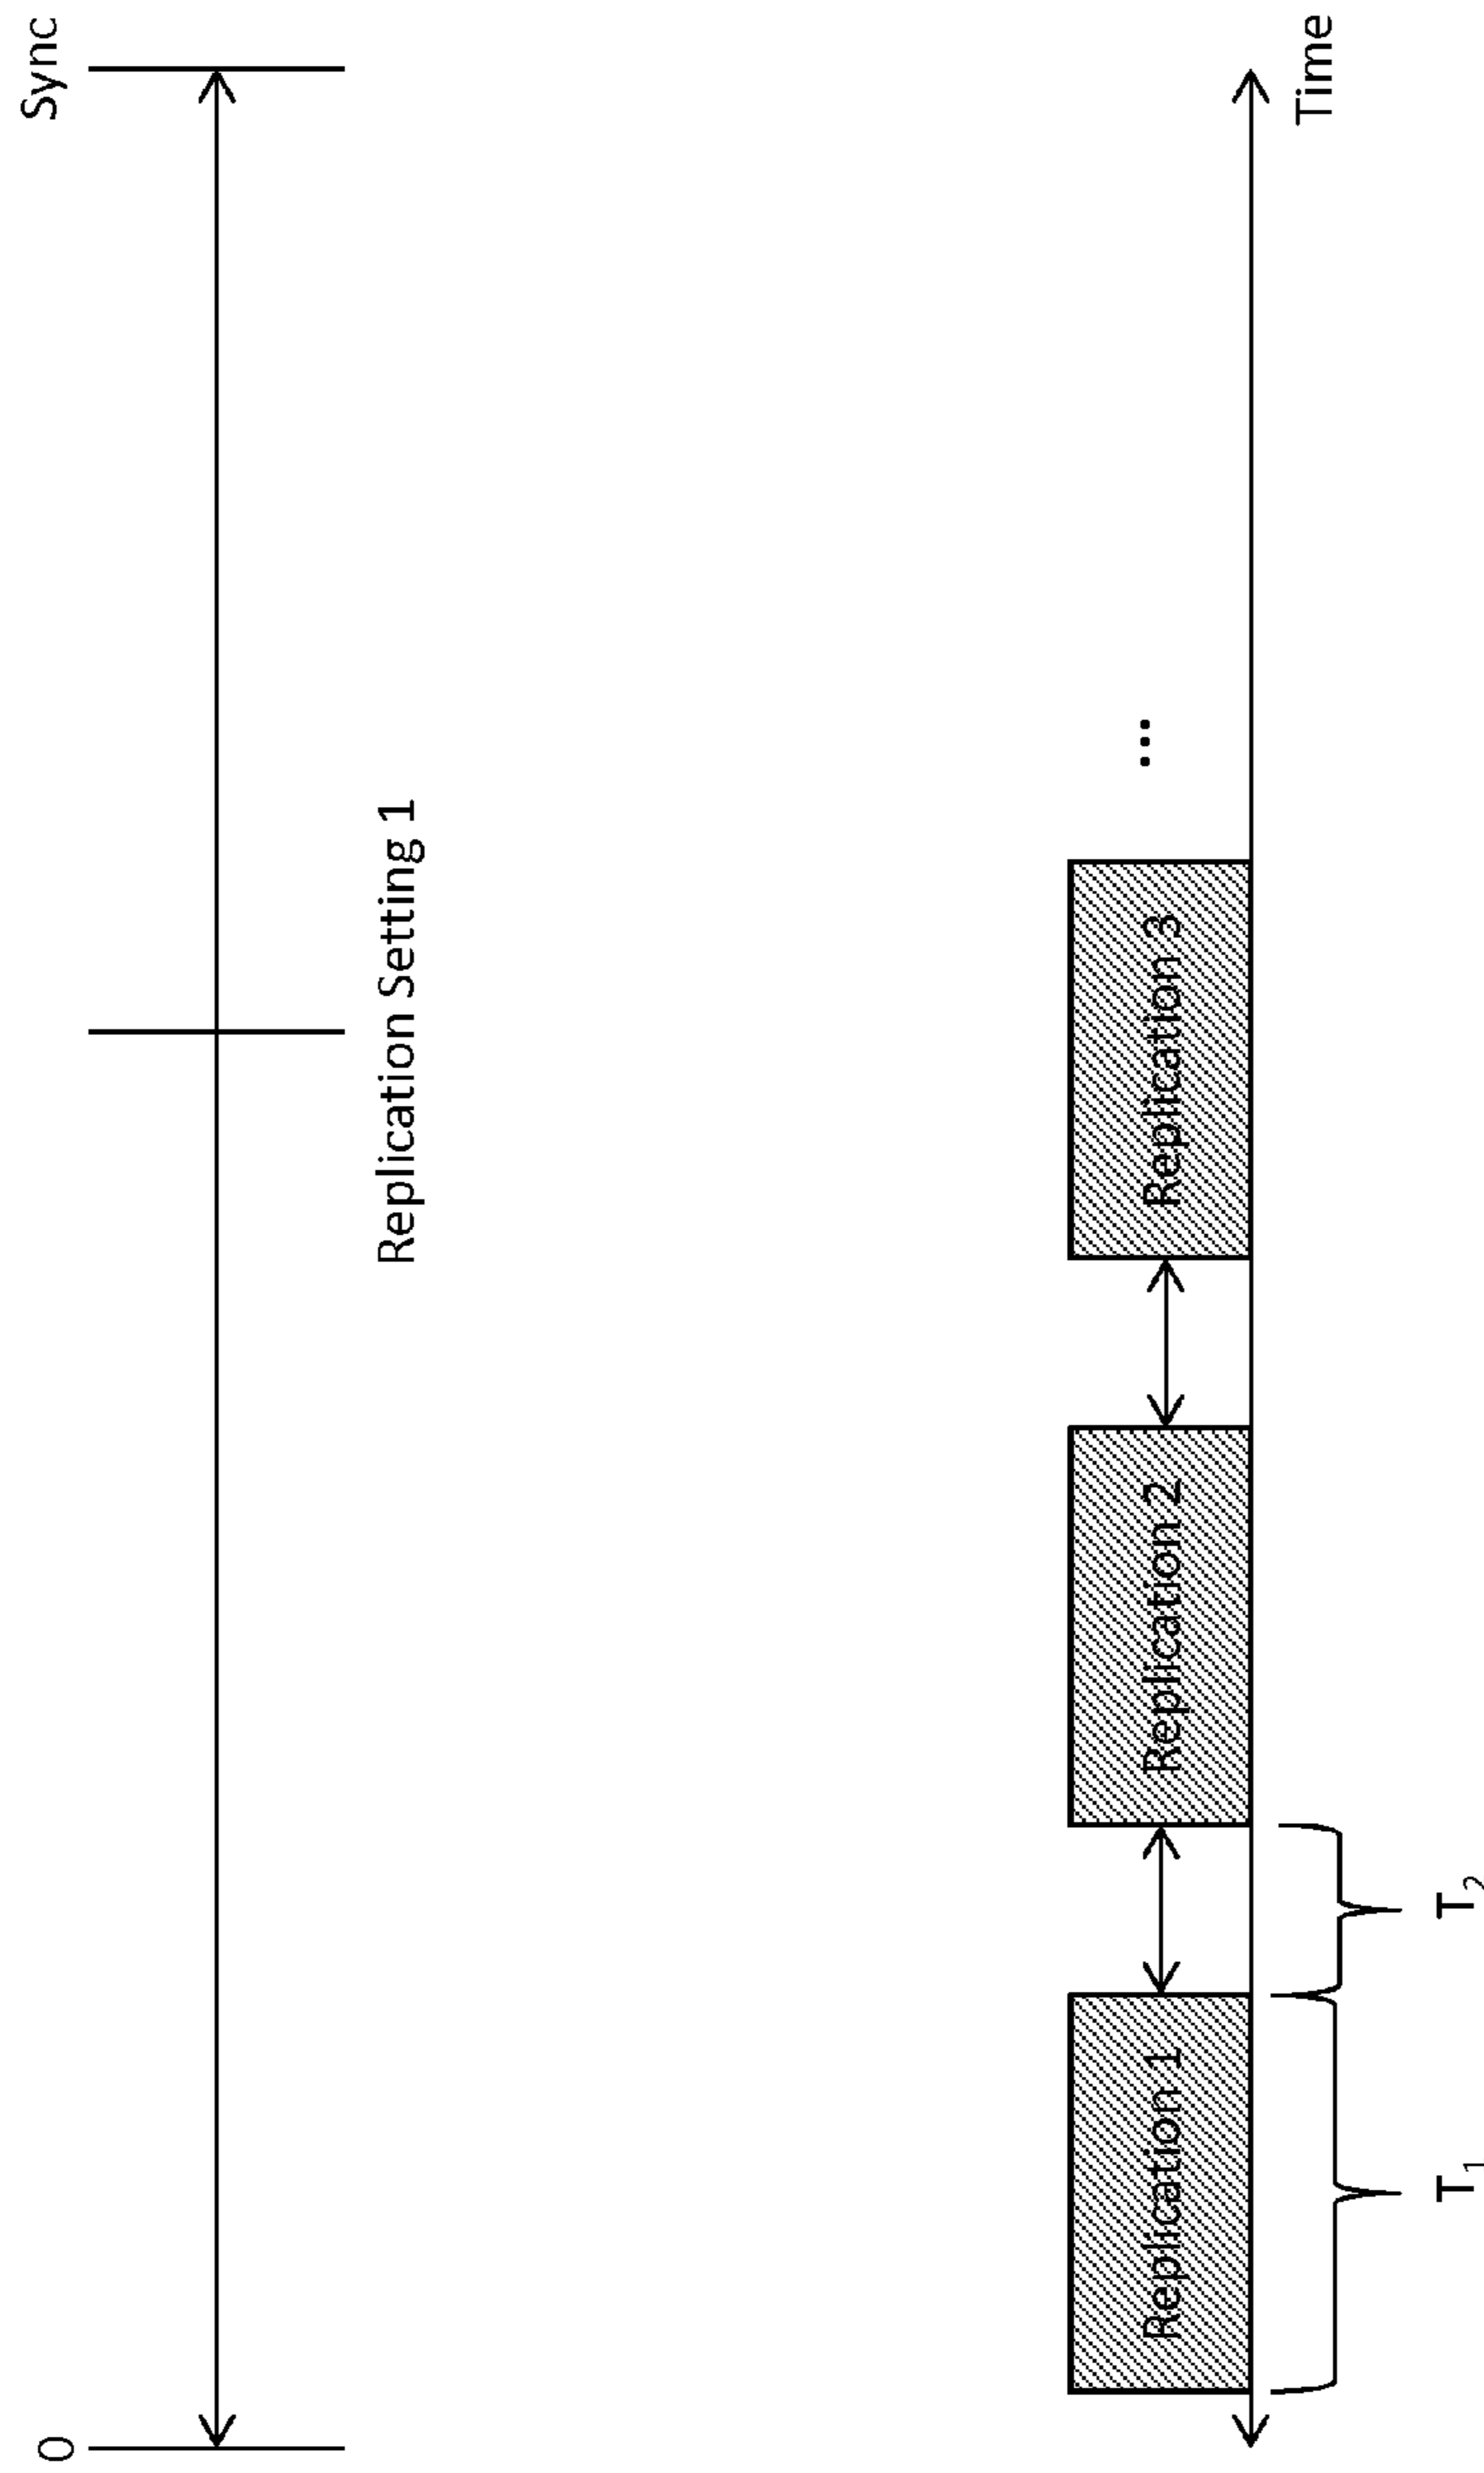 0
Sync
Replication Setting 1
Replication 1
Replication 2
Replication 3
...
Time
T1
T2